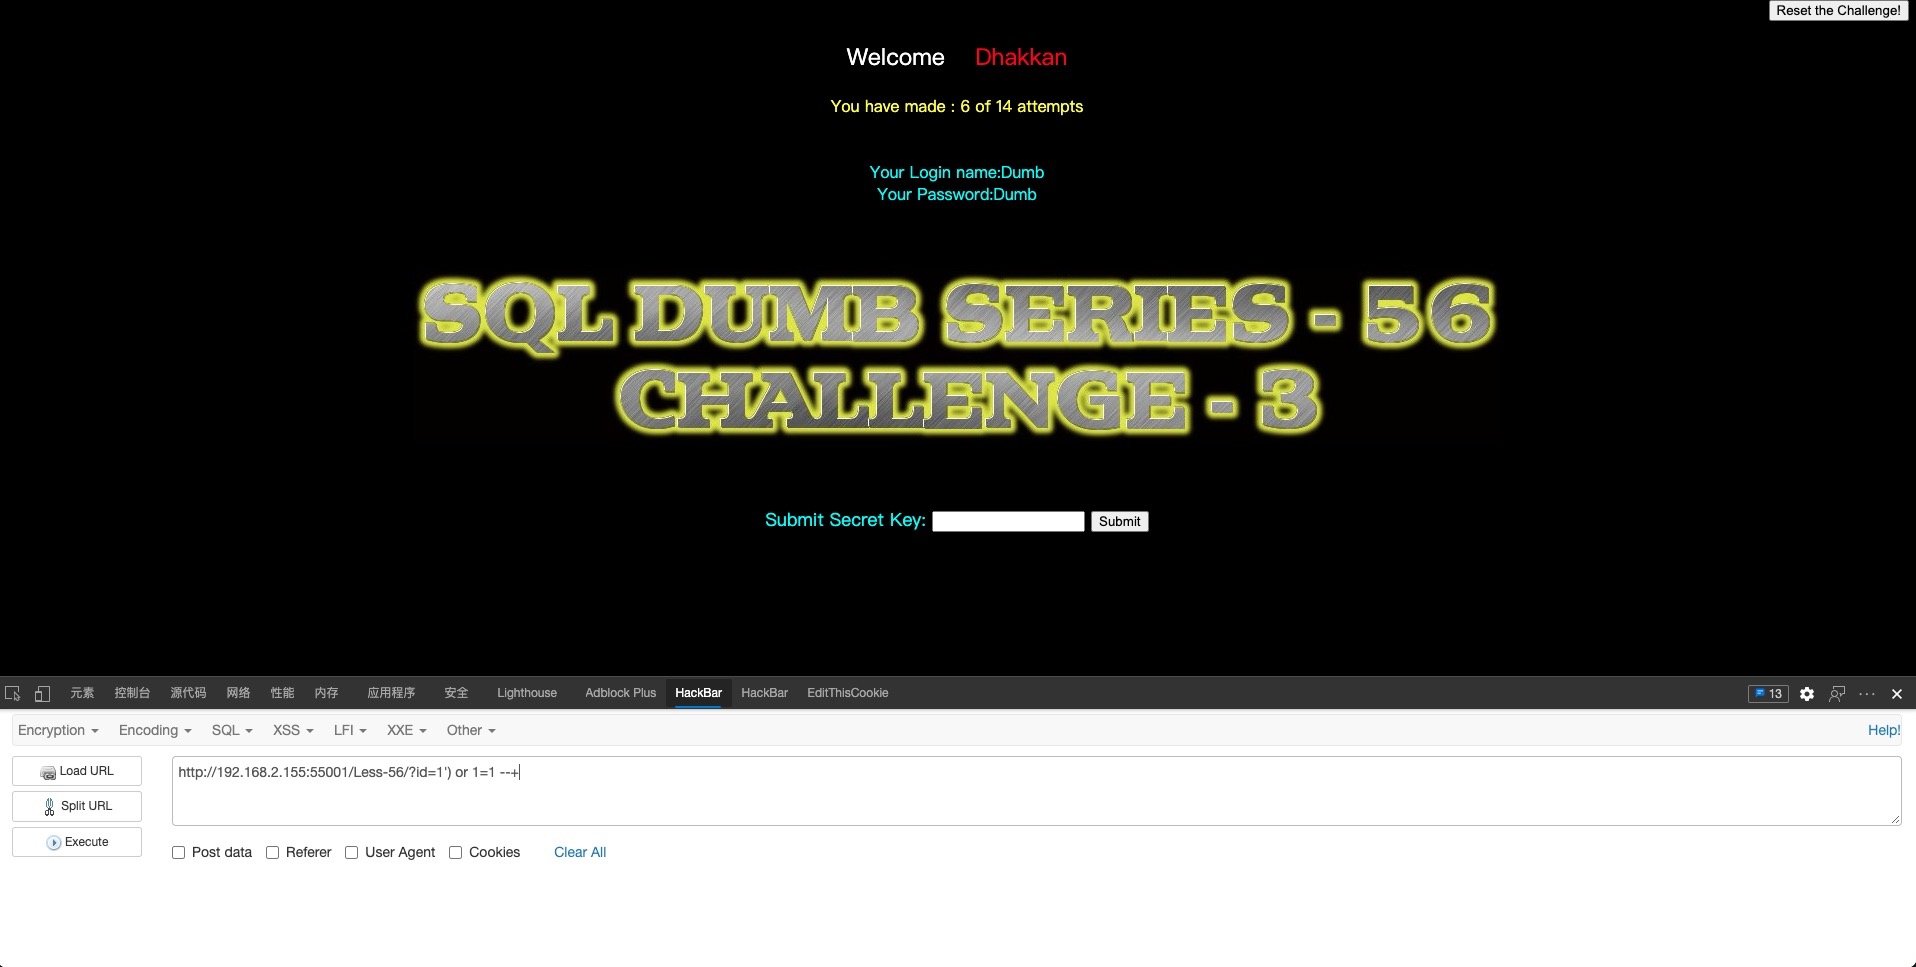 Reset the Challenge!
Welcome Dhakkan
You have made : 6 of 14 attempts
Your Login name:Dumb
Your Password:Dumb
SQL DUMB SERIES - 56
CHALLENGE - 3
Submit Secret Key: Submit
元素 控制台 源代码 网络 性能 内存 应用程序 安全 Lighthouse Adblock Plus HackBar HackBar EditThisCookie 13
Encryption Encoding SQL XSS LFI XXE Other Help!
Load URL http://192.168.2.155:55001/Less-56/?id=1') or 1=1 --+
Split URL
Execute
Post data Referer User Agent Cookies Clear All